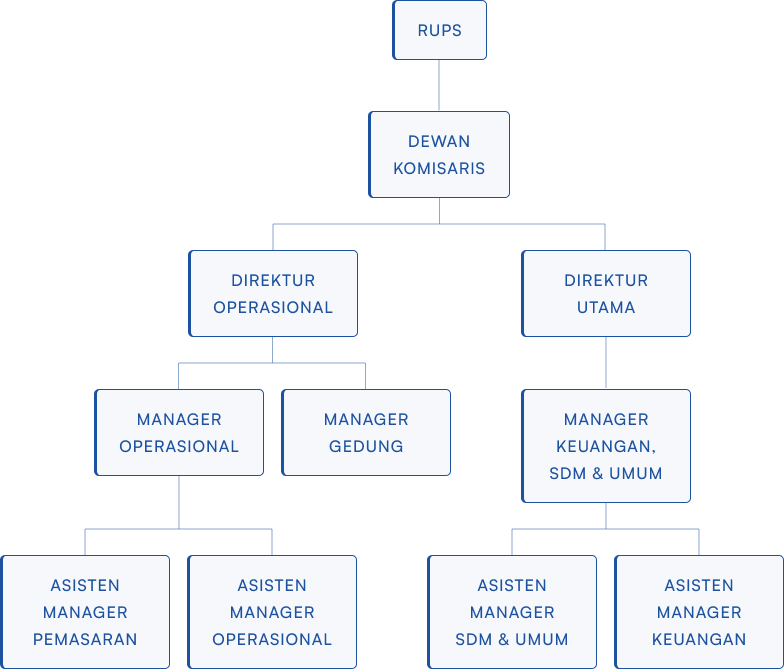 RUPS
DEWAN
KOMISARIS
DIREKTUR
OPERASIONAL
DIREKTUR
UTAMA
MANAGER
OPERASIONAL
MANAGER
GEDUNG
MANAGER
KEUANGAN,
SDM & UMUM
ASISTEN
MANAGER
PEMASARAN
ASISTEN
MANAGER
OPERASIONAL
ASISTEN
MANAGER
SDM & UMUM
ASISTEN
MANAGER
KEUANGAN